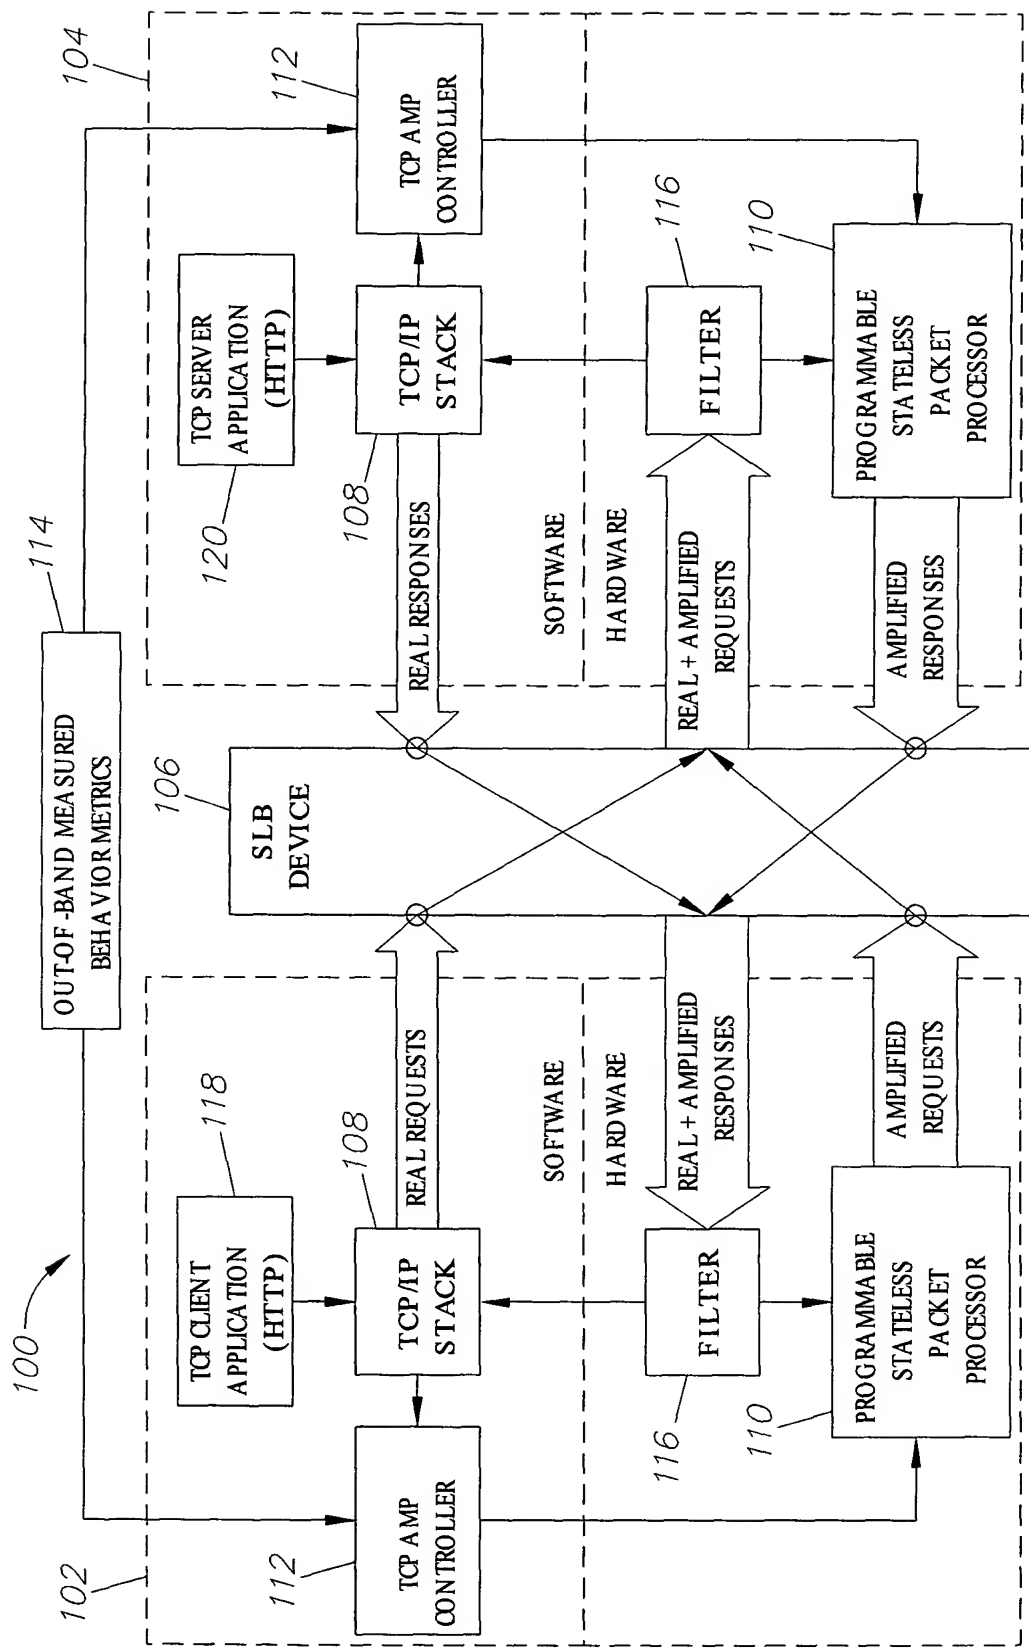 100
OUT-OF-BAND MEASURED
BEHAVIOR METRICS
114
102
104
TCP CLIENT
APPLICATION
(HTTP)
118
112
TCP AMP
CONTROLLER
TCP/IP
STACK
108
REAL REQUESTS
SOFTWARE
HARDWARE
116
FILTER
REAL + AMPLIFIED
RESPONSES
110
PROGRAMMABLE
STATELESS
PACKET
PROCESSOR
AMPLIFIED
REQUESTS
106
SLB
DEVICE
TCP SERVER
APPLICATION
(HTTP)
120
REAL RESPONSES
108
TCP/IP
STACK
TCP AMP
CONTROLLER
112
SOFTWARE
HARDWARE
REAL + AMPLIFIED
REQUESTS
FILTER
116
AMPLIFIED
RESPONSES
PROGRAMMABLE
STATELESS
PACKET
PROCESSOR
110